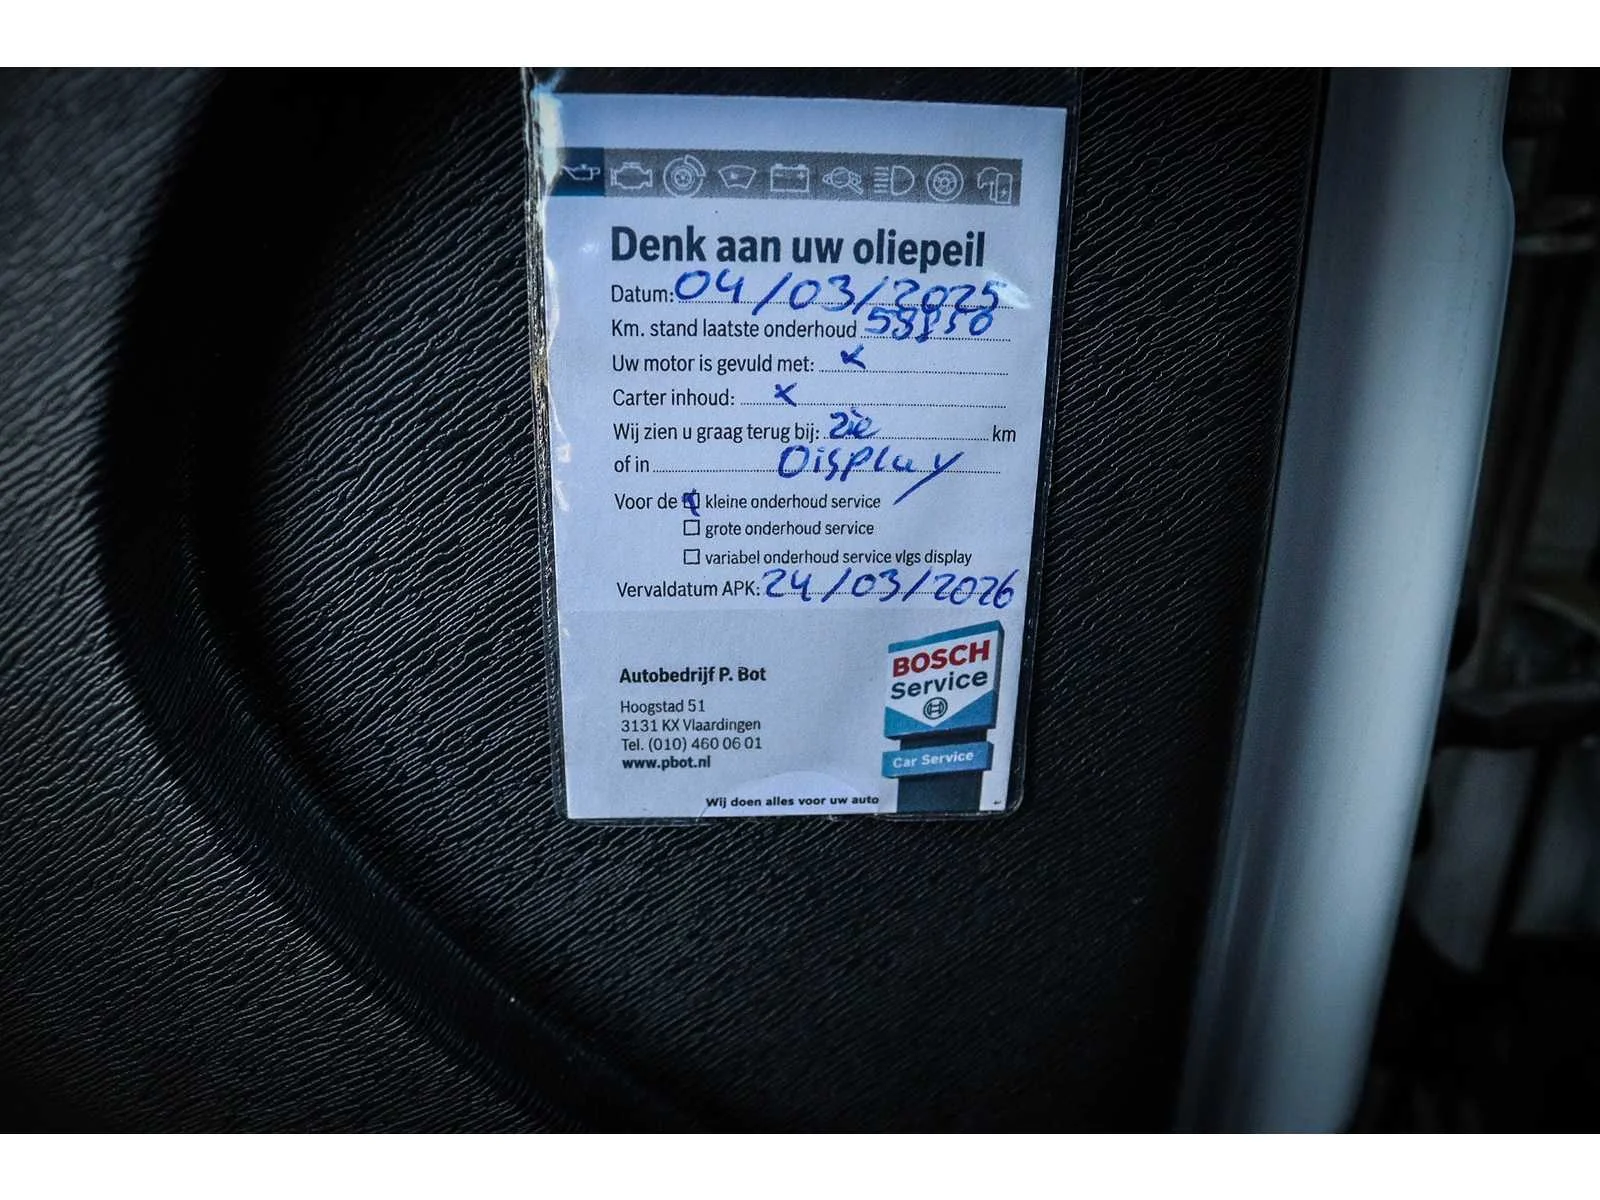 Denk aan uw oliepeil
Datum: 04/03/2025
Km. stand laatste onderhoud
Uw motor is gevuld met: x
Carter inhoud: x
Wij zien u graag terug bij: zie km
of in Display
Voor de x kleine onderhoud service
grote onderhoud service
variabel onderhoud service vlgs display
Vervaldatum APK: 24/03/2026
Autobedrijf P. Bot
Hoogstad 51
3131 KX Vlaardingen
Tel. (010) 460 06 01
www.pbot.nl
BOSCH
Service
Car Service
Wij doen alles voor uw auto